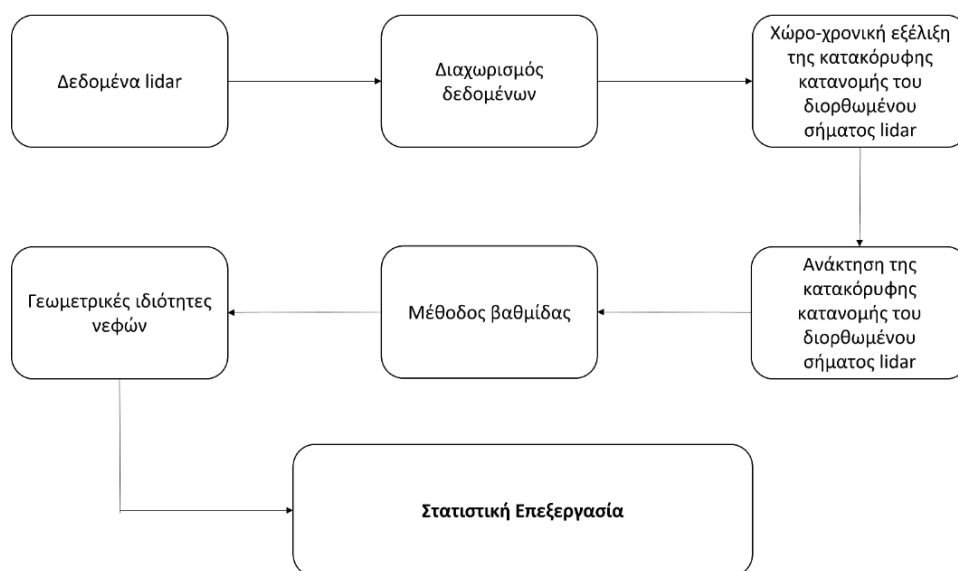 Δεδομένα lidar
Διαχωρισμός
δεδομένων
Χώρο-χρονική εξέλιξη
της κατακόρυφης
κατανομής του
διορθωμένου
σήματος lidar
Γεωμετρικές ιδιότητες
νεφών
Μέθοδος βαθμίδας
Ανάκτηση της
κατακόρυφης
κατανομής του
διορθωμένου
σήματος lidar
Στατιστική Επεξεργασία